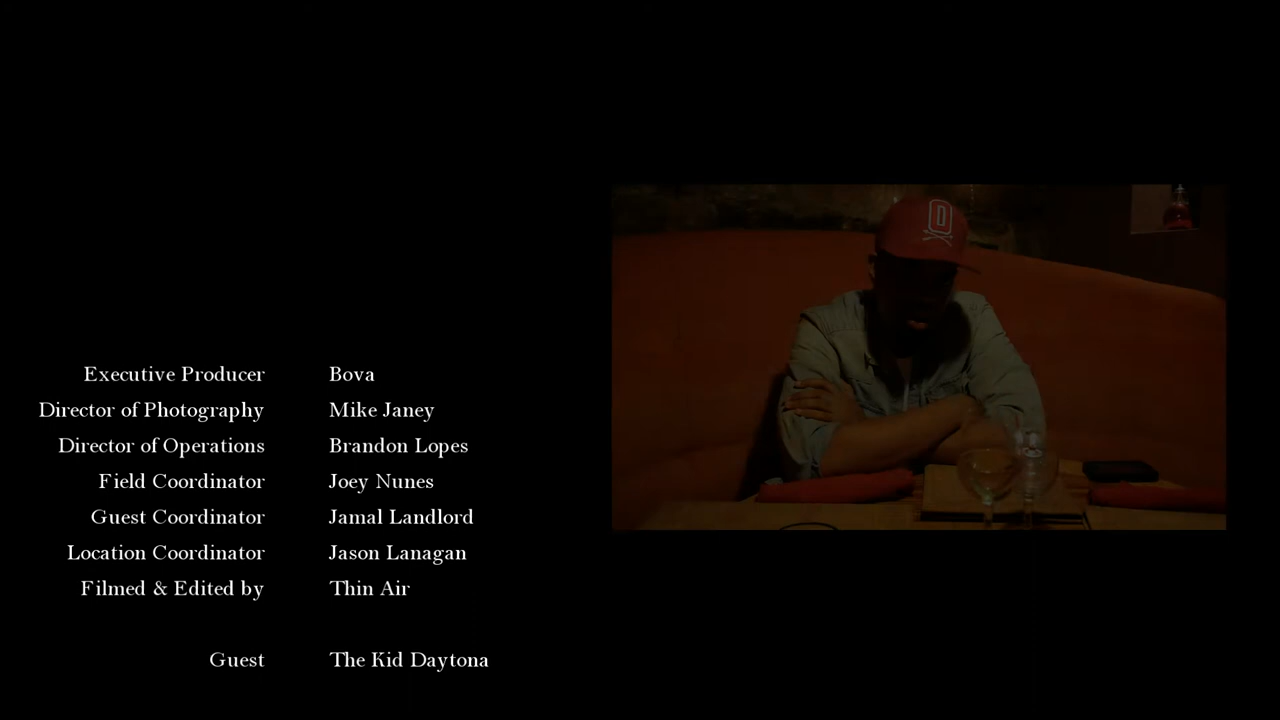 Executive Producer Bova
Director of Photography Mike Janey
Director of Operations Brandon Lopes
Field Coordinator Joey Nunes
Guest Coordinator Jamal Landlord
Location Coordinator Jason Lanagan
Filmed & Edited by Thin Air
Guest The Kid Daytona